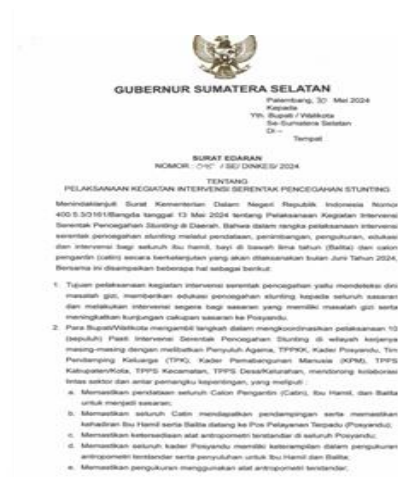 GUBERNUR SUMATERA SELATAN
Palembang, 30 Mei 2024
Kepada
Yth. Bupati / Walikota
Se-Sumatera Selatan
Di –
Tempat
SURAT EDARAN
NOMOR : /SE/ DINKES/ 2024
TENTANG
PELAKSANAAN KEGIATAN INTERVENSI SERENTAK PENCEGAHAN STUNTING
Menindaklanjuti Surat Kementerian Dalam Negeri Republik Indonesia Nomor
400.5.3/3161/Bangda tanggal 13 Mei 2024 tentang Pelaksanaan Kegiatan Intervensi
Serentak Pencegahan Stunting di Daerah, Bahwa dalam rangka pelaksanaan intervensi
serentak pencegahan stunting melalui pendataan, penimbangan, pengukuran, edukasi
dan intervensi bagi seluruh ibu hamil, bayi di bawah lima tahun (Balita) dan calon
pengantin (catin) secara berkelanjutan yang akan dilaksanakan bulan Juni Tahun 2024,
Bersama ini disampaikan beberapa hal sebagai berikut:
1. Tujuan pelaksanaan kegiatan intervensi serentak pencegahan yaitu mendeteksi dini
masalah gizi, memberikan edukasi pencegahan stunting kepada seluruh sasaran
dan melakukan intervensi segera bagi sasaran yang memiliki masalah gizi serta
meningkatkan kunjungan cakupan sasaran ke Posyandu.
2. Para Bupati/Walikota mengambil langkah dalam mengkoordinasikan pelaksanaan 10
(sepuluh) Pasti Intervensi Serentak Pencegahan Stunting di wilayah kerjanya
masing-masing dengan melibatkan Penyuluh Agama, TPPKK, Kader Posyandu, Tim
Pendamping Keluarga (TPK), Kader Pembangunan Manusia (KPM), TPPS
Kabupaten/Kota, TPPS Kecamatan, TPPS Desa/Kelurahan, mendorong kolaborasi
lintas sektor dan antar pemangku kepentingan, yang meliputi :
a. Memastikan pendataan seluruh Calon Pengantin (Catin), Ibu Hamil, dan Balita
untuk menjadi sasaran;
b. Memastikan seluruh Catin mendapatkan pendampingan serta memastikan
kehadiran Ibu Hamil serta Balita datang ke Pos Pelayanan Terpadu (Posyandu);
c. Memastikan ketersediaan alat antropometri terstandar di seluruh Posyandu;
d. Memastikan seluruh kader Posyandu memiliki keterampilan dalam pengukuran
antropometri terstandar serta penyuluhan untuk Ibu Hamil dan Balita;
e. Memastikan pengukuran menggunakan alat antropometri terstandar;